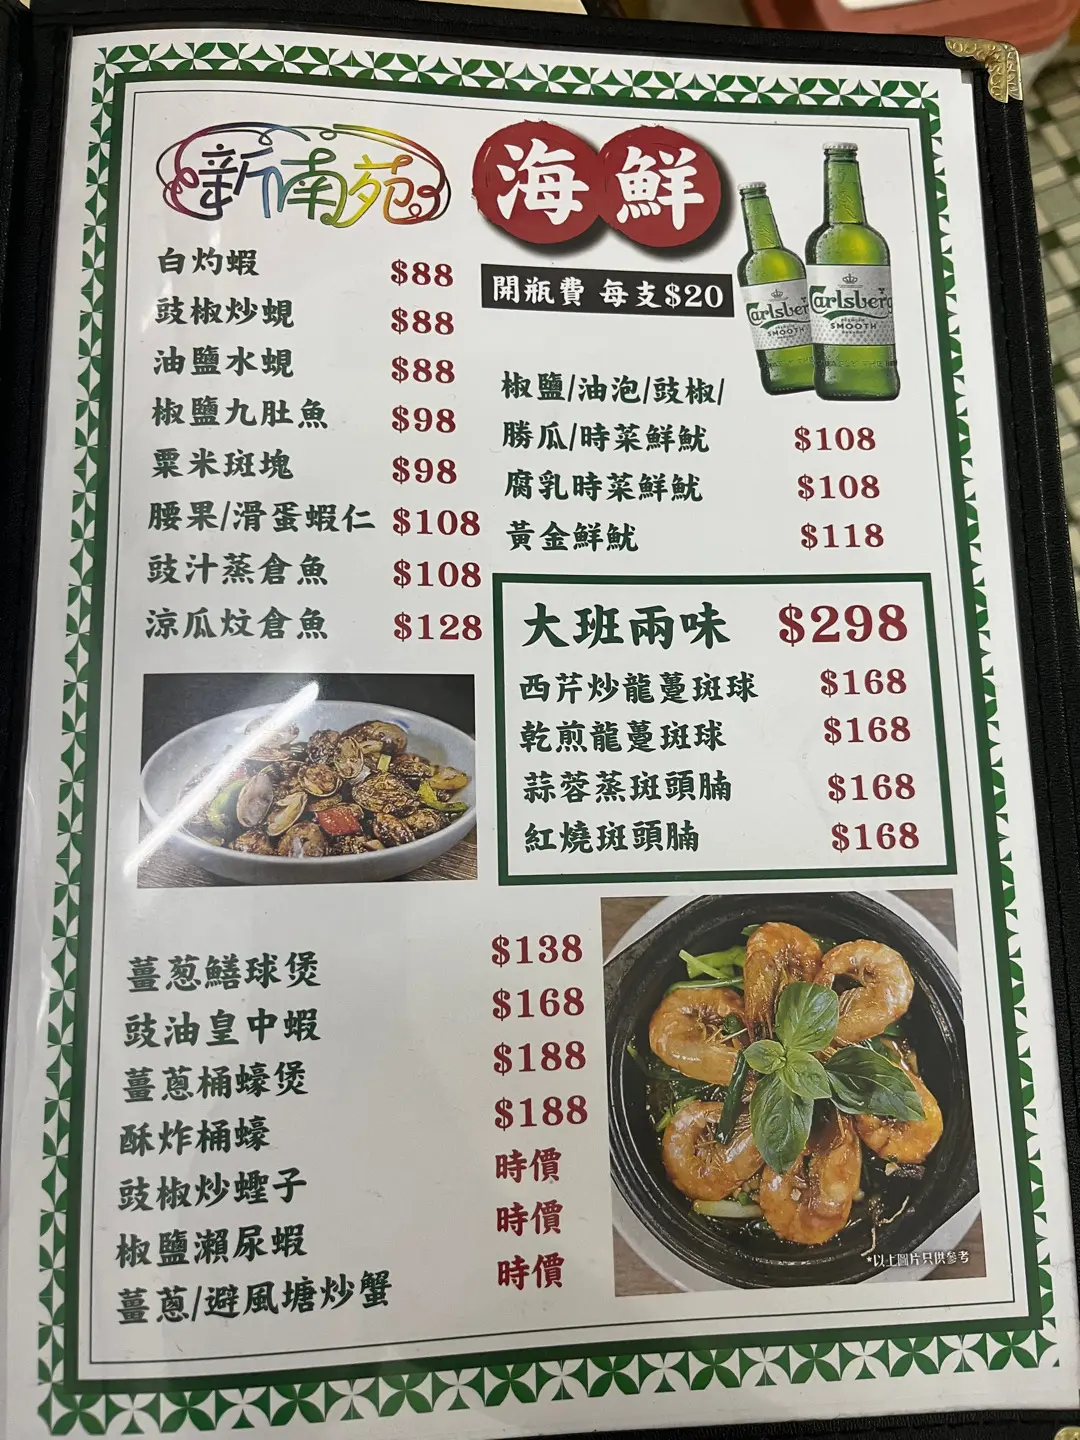 新南苑
海鮮
開瓶費 每支$20
Carlsberg
SMOOTH
Carlsberg
PREMIUM
SMOOTH
白灼蝦 $88
豉椒炒蜆 $88
油鹽水蜆 $88
椒鹽九肚魚 $98
粟米斑塊 $98
腰果/滑蛋蝦仁 $108
豉汁蒸倉魚 $108
涼瓜炆倉魚 $128
椒鹽/油泡/豉椒/
勝瓜/時菜鮮魷 $108
腐乳時菜鮮魷 $108
黃金鮮魷 $118
大班兩味 $298
西芹炒龍躉斑球 $168
乾煎龍躉斑球 $168
蒜蓉蒸斑頭腩 $168
紅燒斑頭腩 $168
薑葱鱔球煲 $138
豉油皇中蝦 $168
薑蔥桶蠔煲 $188
酥炸桶蠔 $188
豉椒炒蟶子 時價
椒鹽瀨尿蝦 時價
薑蔥/避風塘炒蟹 時價
*以上圖片只供參考